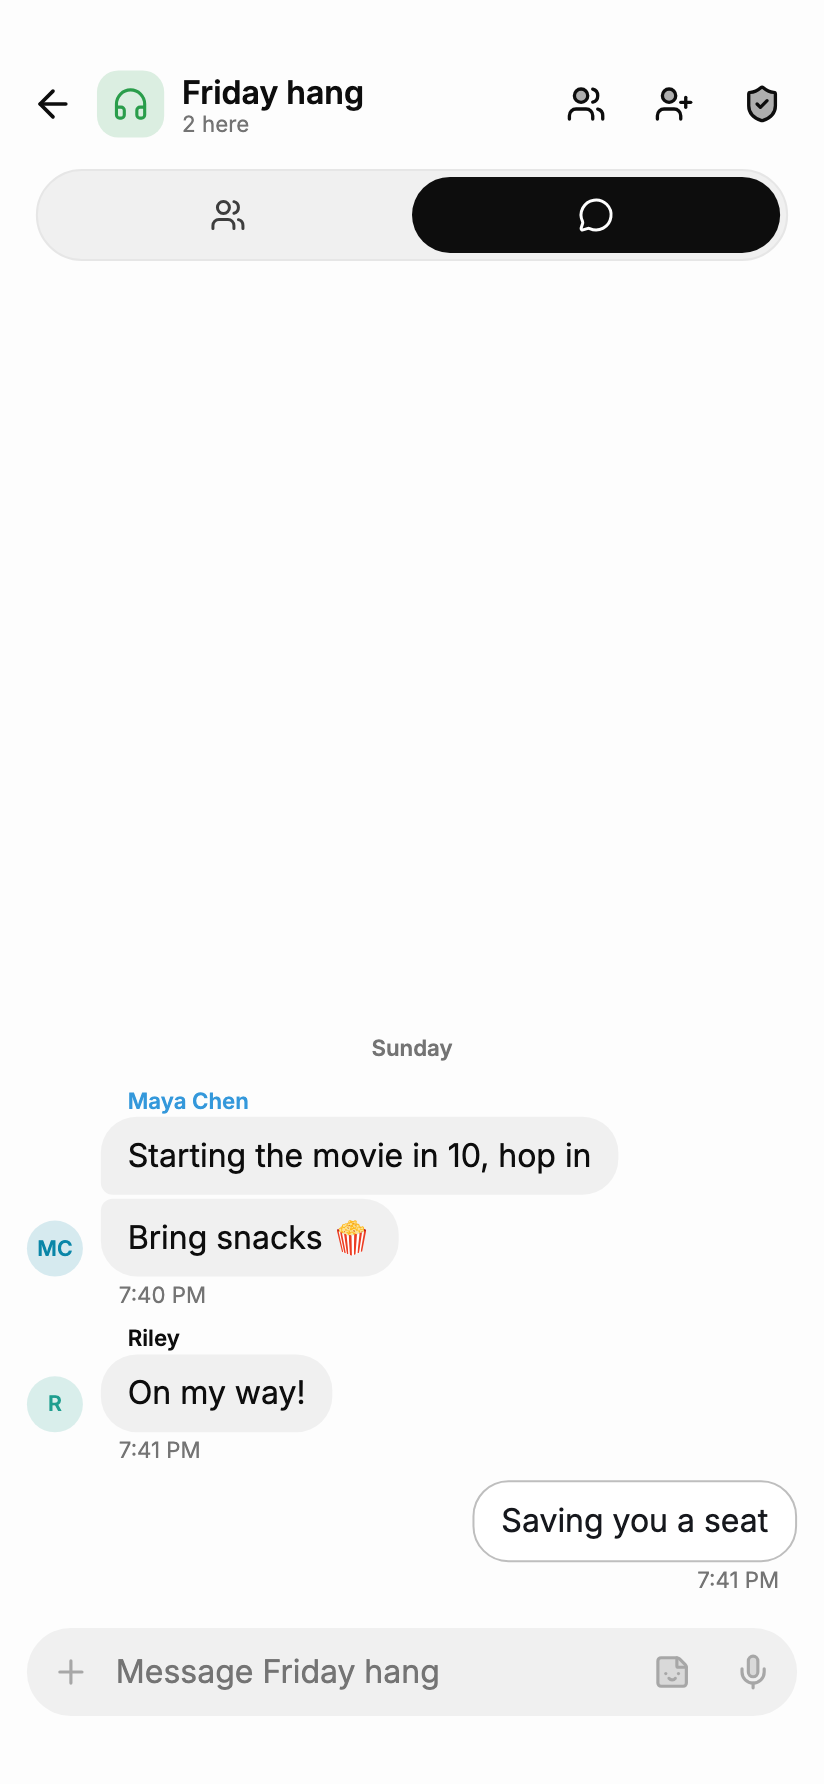 Friday hang
2 here
Sunday
Maya Chen
Starting the movie in 10, hop in
Bring snacks 🍿
MC
7:40 PM
Riley
On my way!
R
7:41 PM
Saving you a seat
7:41 PM
Message Friday hang